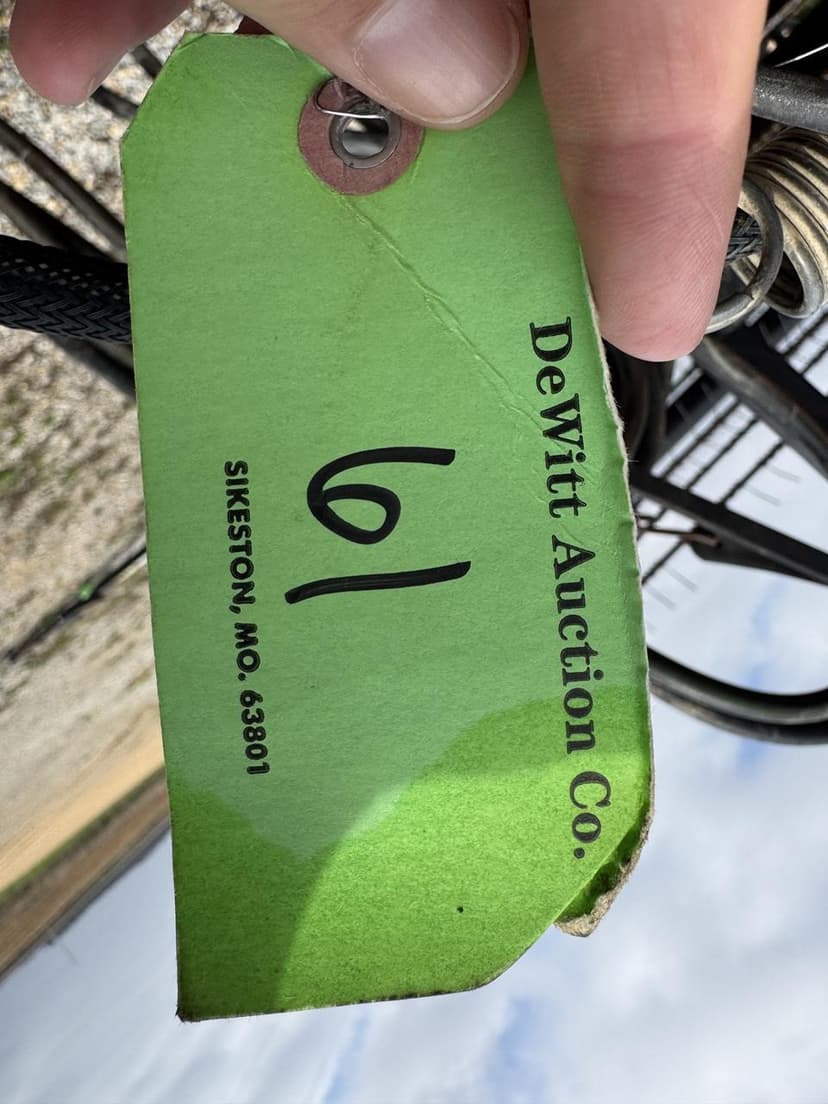 DeWitt Auction Co.
61
SIKESTON, MO. 63801